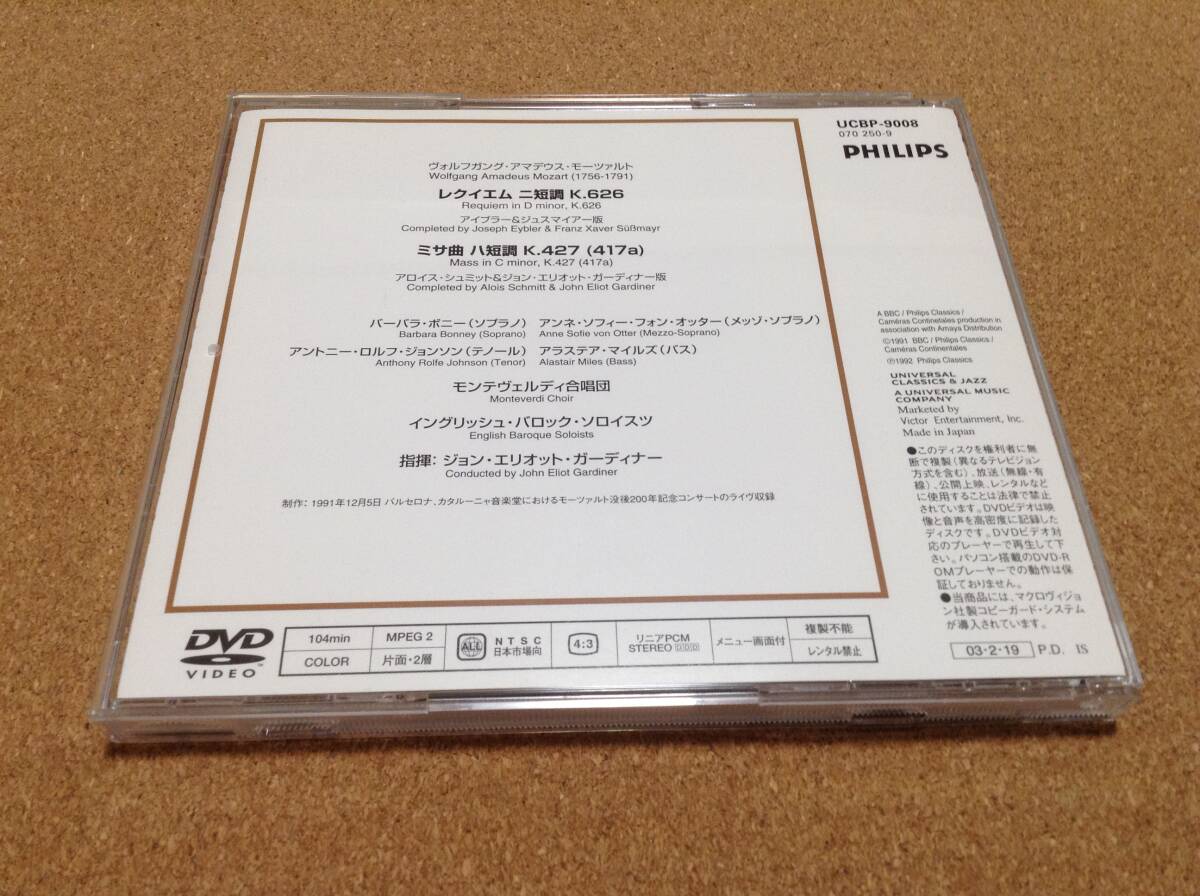 ヴォルフガング・アマデウス・モーツァルト
Wolfgang Amadeus Mozart (1756-1791)
レクイエム ニ短調 K.626
Requiem in D minor, K.626
アイブラー&ジュスマイアー版
Completed by Joseph Eybler & Franz Xaver Süßmayr
ミサ曲 ハ短調 K.427 (417a)
Mass in C minor, K.427 (417a)
アロイス・シュミット&ジョン・エリオット・ガーディナー版
Completed by Alois Schmitt & John Eliot Gardiner
バーバラ・ボニー(ソプラノ) アンネ・ソフィー・フォン・オッター(メッゾ・ソプラノ)
Barbara Bonney (Soprano) Anne Sofie von Otter (Mezzo-Soprano)
アントニー・ロルフ・ジョンソン(テノール) アラステア・マイルズ(バス)
Anthony Rolfe Johnson (Tenor) Alastair Miles (Bass)
モンテヴェルディ合唱団
Monteverdi Choir
イングリッシュ・バロック・ソロイスツ
English Baroque Soloists
指揮: ジョン・エリオット・ガーディナー
Conducted by John Eliot Gardiner
制作:1991年12月5日 バルセロナ、カタルーニャ音楽堂におけるモーツァルト没後200年記念コンサートのライヴ収録
UCBP-9008
070 250-9
PHILIPS
A BBC / Philips Classics /
Caméras Continetales production in
association with Amaya Distribution
©1991 BBC / Philips Classics /
Caméras Continentales
℗1992 Philips Classics
UNIVERSAL
CLASSICS & JAZZ
A UNIVERSAL MUSIC
COMPANY
Marketed by
Victor Entertainment, Inc.
Made in Japan
●このディスクを権利者に無
断で複製(異なるテレビジョン
方式を含む)、放送(無線・有
線)、公開上映、レンタルなど
に使用することは法律で禁止
されています。DVDビデオは映
像と音声を高密度に記録した
ディスクです。DVDビデオ対
応のプレーヤーで再生して下
さい。パソコン搭載のDVD-R
OMプレーヤーでの動作は保
証しておりません。
●当商品には、マクロヴィジョ
ン社製コピーガード・システム
が導入されています。
03・2・19 P.D. IS
DVD
VIDEO
104min
COLOR
MPEG 2
片面・2層
ALL
NTSC
日本市場向
4:3
リニアPCM
STEREO DDD
メニュー画面付
複製不能
レンタル禁止